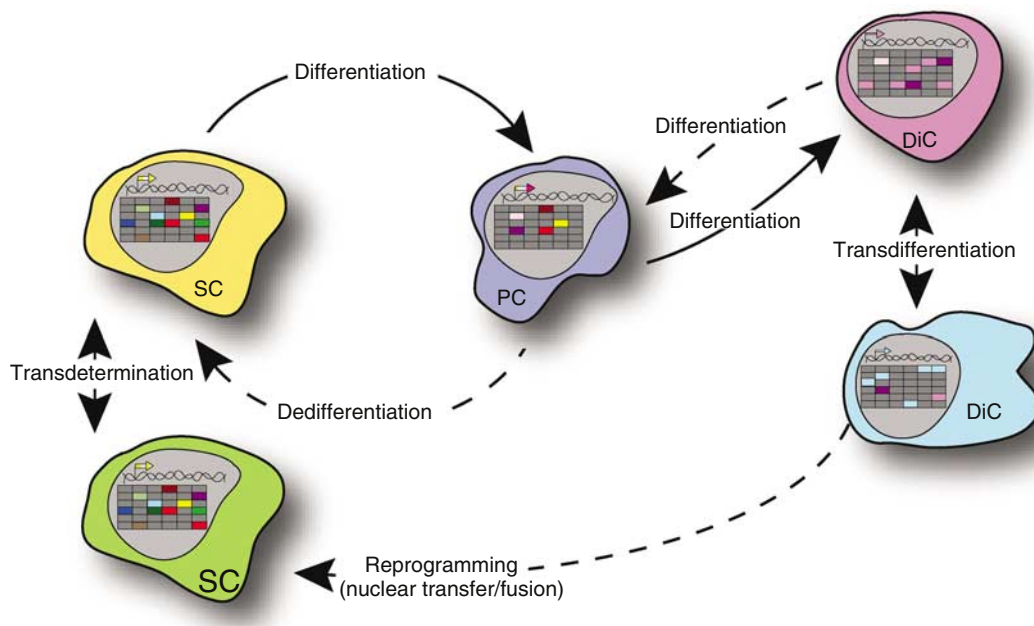 Differentiation
Differentiation
DiC
Differentiation
SC
PC
Transdifferentiation
Transdetermination
Dedifferentiation
DiC
SC
Reprogramming
(nuclear transfer/fusion)